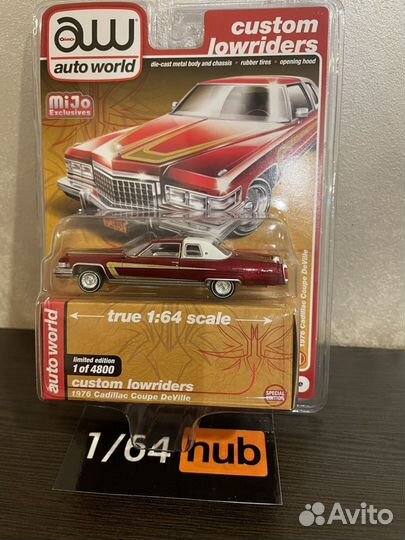 aw
auto world
custom
lowriders
die-cast metal body and chassis • rubber tires • opening hood
MiJo
Exclusives
1976 Cadillac Coupe DeVille
true 1:64 scale
auto world
limited edition
1 of 4800
custom lowriders
1976 Cadillac Coupe DeVille
SPECIAL
EDITION
1/64 hub
Avito